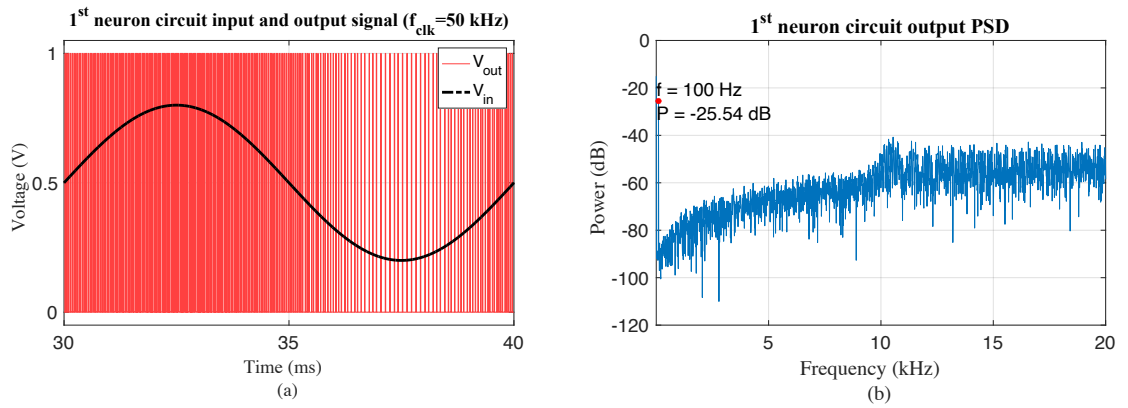 1st neuron circuit input and output signal (fclk=50 kHz)
1
0.5
0
Voltage (V)
Vout
Vin
30
35
40
Time (ms)
(a)
1st neuron circuit output PSD
0
-20
-40
-60
-80
-100
-120
Power (dB)
f = 100 Hz
P = -25.54 dB
5
10
15
20
Frequency (kHz)
(b)